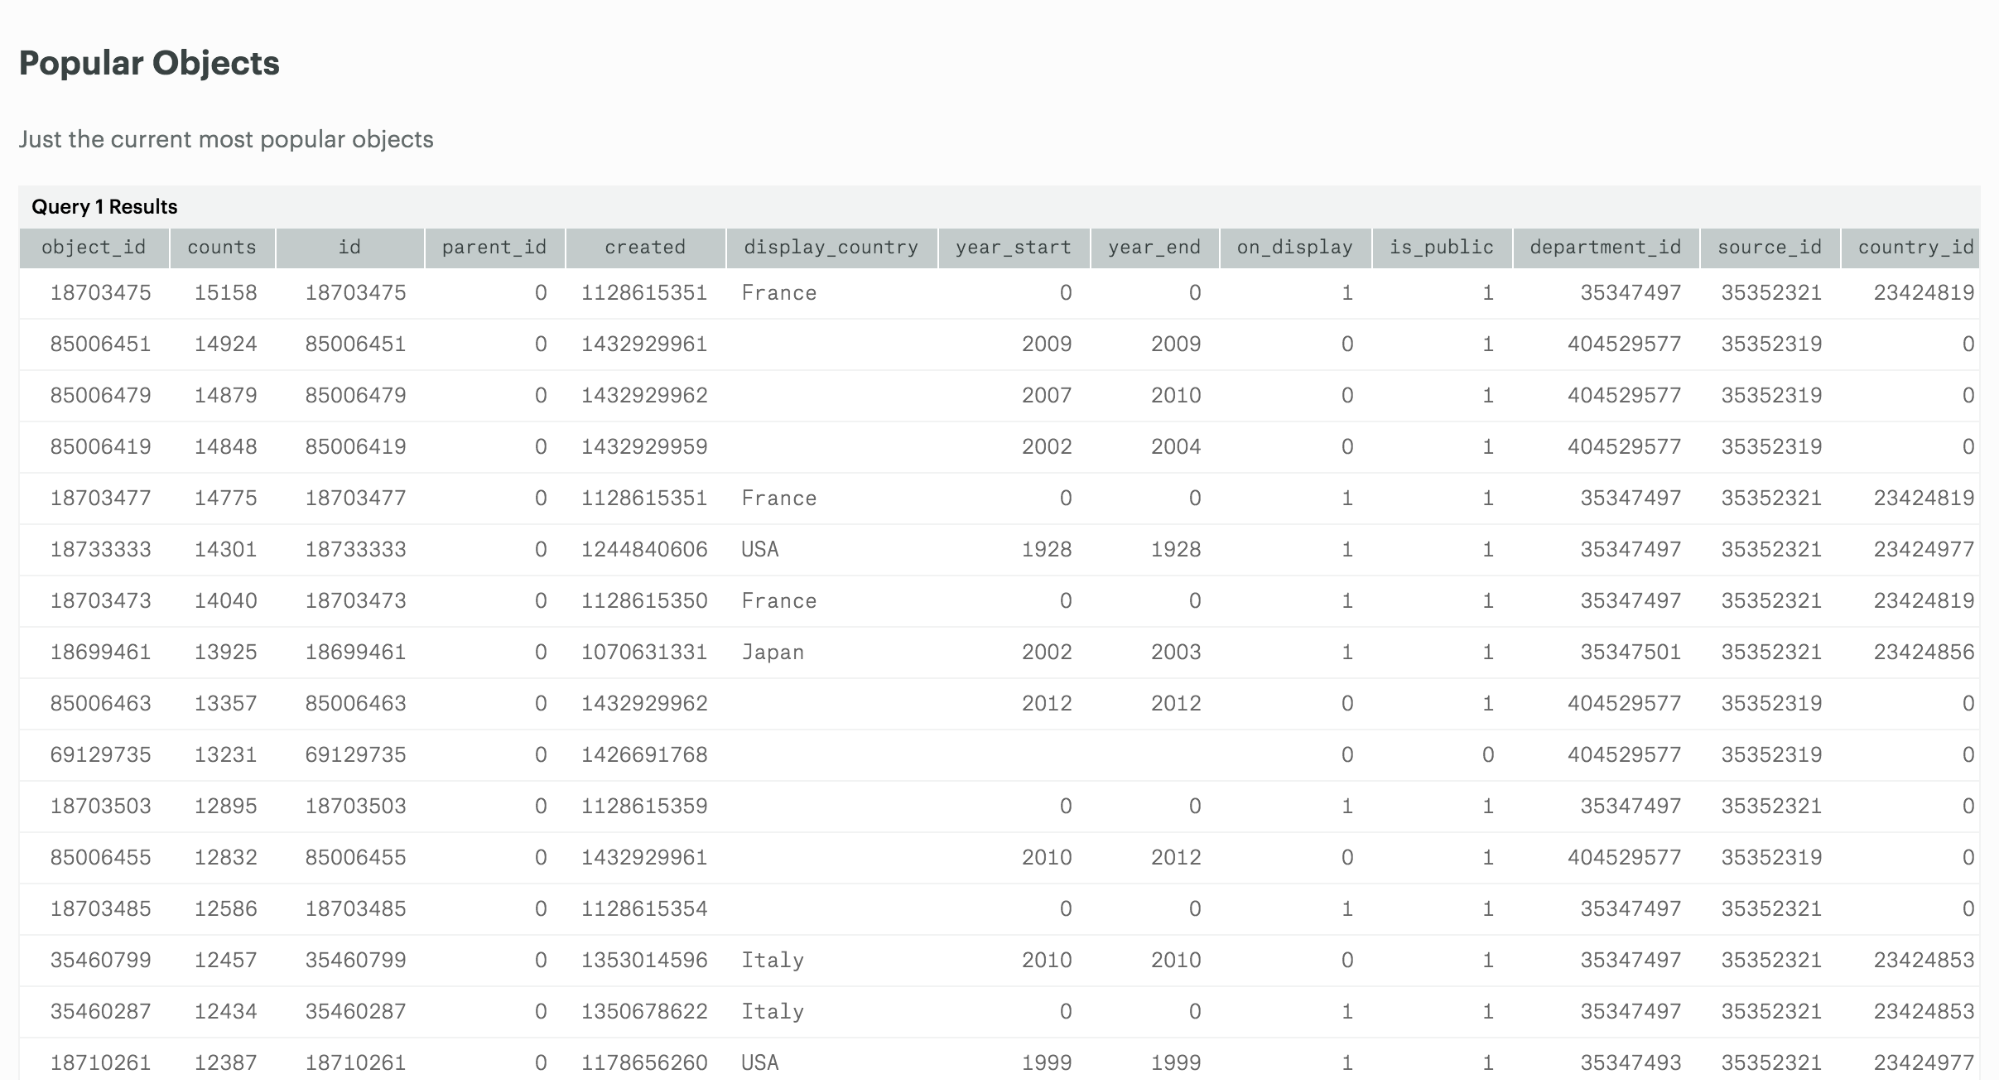 Popular Objects
Just the current most popular objects
Query 1 Results
object_id counts id parent_id created display_country year_start year_end on_display is_public department_id source_id country_id
18703475 15158 18703475 0 1128615351 France 0 0 1 1 35347497 35352321 23424819
85006451 14924 85006451 0 1432929961 2009 2009 0 1 404529577 35352319 0
85006479 14879 85006479 0 1432929962 2007 2010 0 1 404529577 35352319 0
85006419 14848 85006419 0 1432929959 2002 2004 0 1 404529577 35352319 0
18703477 14775 18703477 0 1128615351 France 0 0 1 1 35347497 35352321 23424819
18733333 14301 18733333 0 1244840606 USA 1928 1928 1 1 35347497 35352321 23424977
18703473 14040 18703473 0 1128615350 France 0 0 1 1 35347497 35352321 23424819
18699461 13925 18699461 0 1070631331 Japan 2002 2003 1 1 35347501 35352321 23424856
85006463 13357 85006463 0 1432929962 2012 2012 0 1 404529577 35352319 0
69129735 13231 69129735 0 1426691768 0 0 404529577 35352319 0
18703503 12895 18703503 0 1128615359 0 0 1 1 35347497 35352321 0
85006455 12832 85006455 0 1432929961 2010 2012 0 1 404529577 35352319 0
18703485 12586 18703485 0 1128615354 0 0 1 1 35347497 35352321 0
35460799 12457 35460799 0 1353014596 Italy 2010 2010 0 1 35347497 35352321 23424853
35460287 12434 35460287 0 1350678622 Italy 0 0 1 1 35347497 35352321 23424853
18710261 12387 18710261 0 1178656260 USA 1999 1999 1 1 35347493 35352321 23424977